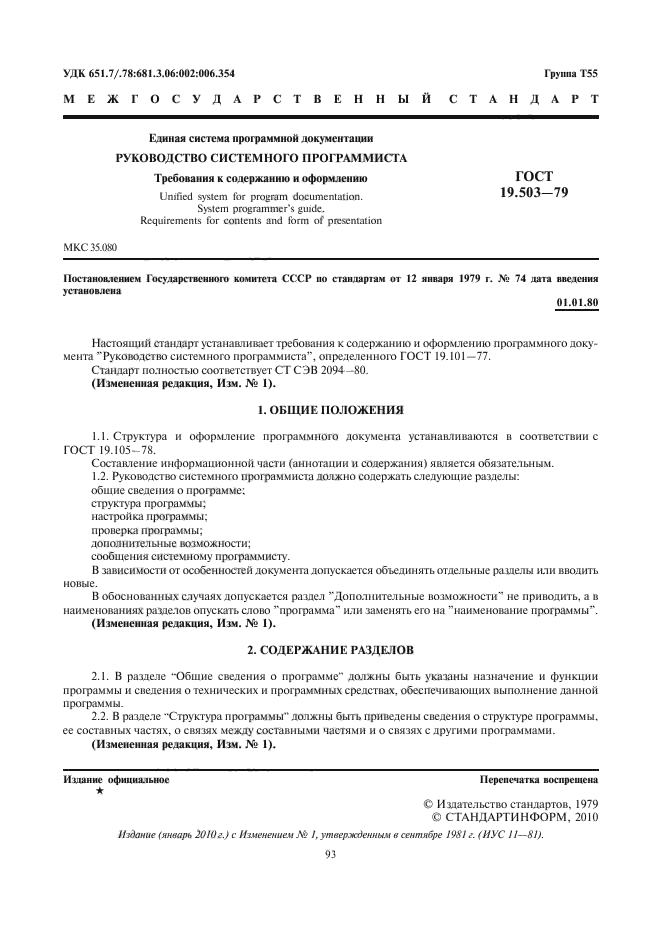 УДК 651.7/.78:681.3.06:002:006.354 Группа Т55
МЕЖГОСУДАРСТВЕННЫЙ СТАНДАРТ
Единая система программной документации
РУКОВОДСТВО СИСТЕМНОГО ПРОГРАММИСТА
Требования к содержанию и оформлению
Unified system for program documentation.
System programmer's guide.
Requirements for contents and form of presentation
ГОСТ
19.503—79
МКС 35.080
Постановлением Государственного комитета СССР по стандартам от 12 января 1979 г. № 74 дата введения
установлена
01.01.80
Настоящий стандарт устанавливает требования к содержанию и оформлению программного доку-
мента ”Руководство системного программиста”, определенного ГОСТ 19.101—77.
Стандарт полностью соответствует СТ СЭВ 2094—80.
(Измененная редакция, Изм. № 1).
1. ОБЩИЕ ПОЛОЖЕНИЯ
1.1. Структура и оформление программного документа устанавливаются в соответствии с
ГОСТ 19.105—78.
Составление информационной части (аннотации и содержания) является обязательным.
1.2. Руководство системного программиста должно содержать следующие разделы:
общие сведения о программе;
структура программы;
настройка программы;
проверка программы;
дополнительные возможности;
сообщения системному программисту.
В зависимости от особенностей документа допускается объединять отдельные разделы или вводить
новые.
В обоснованных случаях допускается раздел ”Дополнительные возможности” не приводить, а в
наименованиях разделов опускать слово ”программа” или заменять его на ”наименование программы”.
(Измененная редакция, Изм. № 1).
2. СОДЕРЖАНИЕ РАЗДЕЛОВ
2.1. В разделе “Общие сведения о программе“ должны быть указаны назначение и функции
программы и сведения о технических и программных средствах, обеспечивающих выполнение данной
программы.
2.2. В разделе “Структура программы“ должны быть приведены сведения о структуре программы,
ее составных частях, о связях между составными частями и о связях с другими программами.
(Измененная редакция, Изм. № 1).
Издание официальное Перепечатка воспрещена
★
© Издательство стандартов, 1979
© СТАНДАРТИНФОРМ, 2010
Издание (январь 2010 г.) с Изменением № 1, утвержденным в сентябре 1981 г. (ИУС 11—81).
93